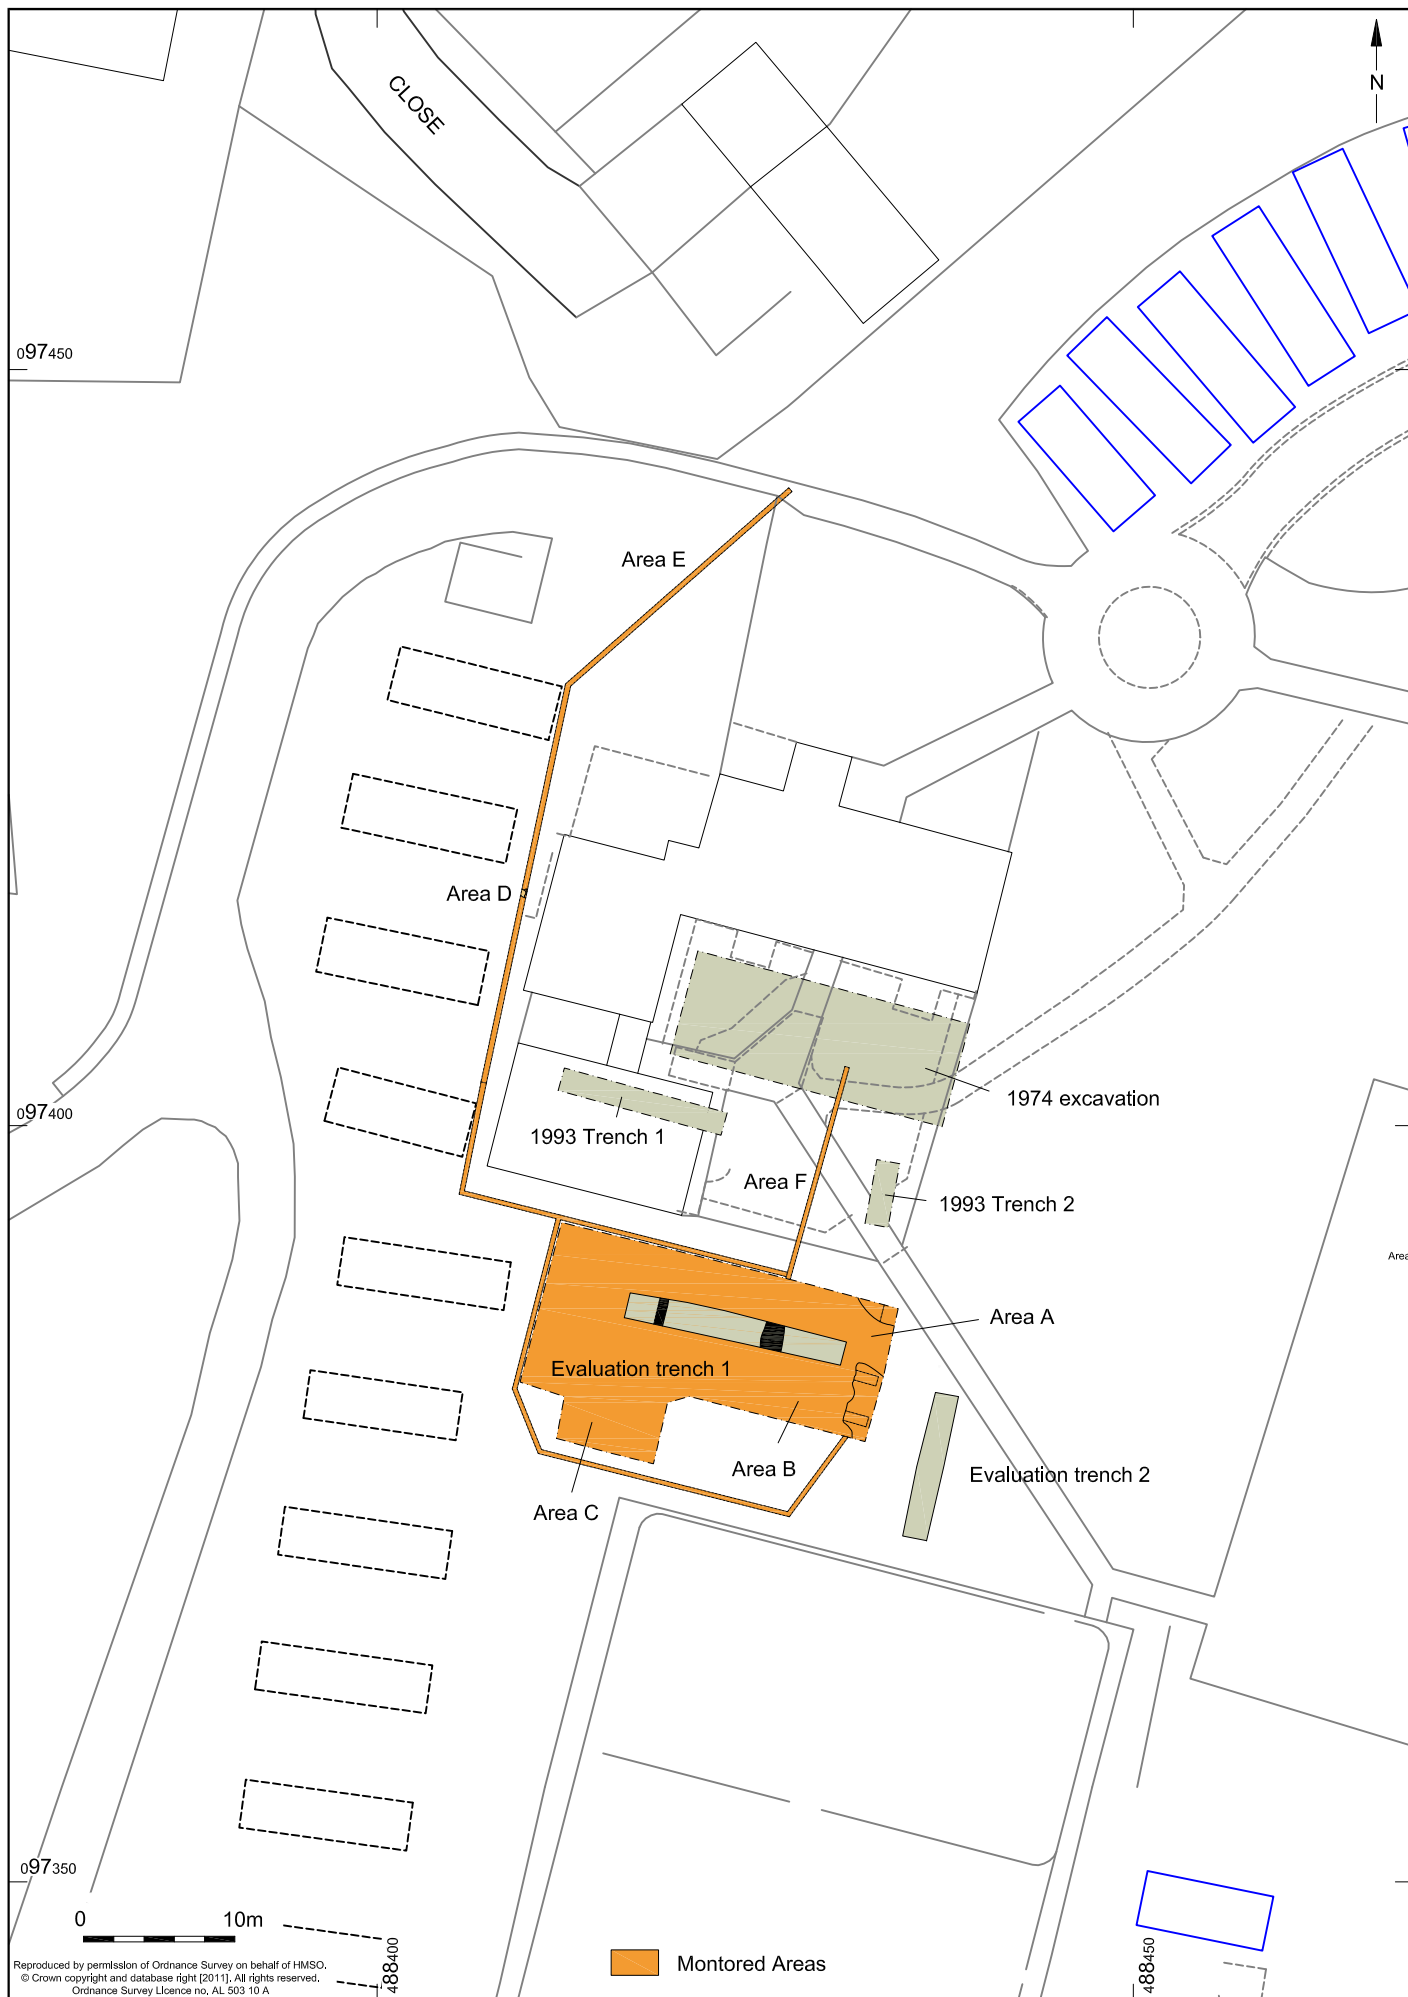 CLOSE
N
097450
Area E
Area D
097400
1974 excavation
1993 Trench 1
Area F
1993 Trench 2
Area
Area A
Evaluation trench 1
Area B
Evaluation trench 2
Area C
097350
0 10m
488400
488450
Montored Areas
Reproduced by permission of Ordnance Survey on behalf of HMSO.
© Crown copyright and database right [2011]. All rights reserved.
Ordnance Survey Licence no. AL 503 10 A